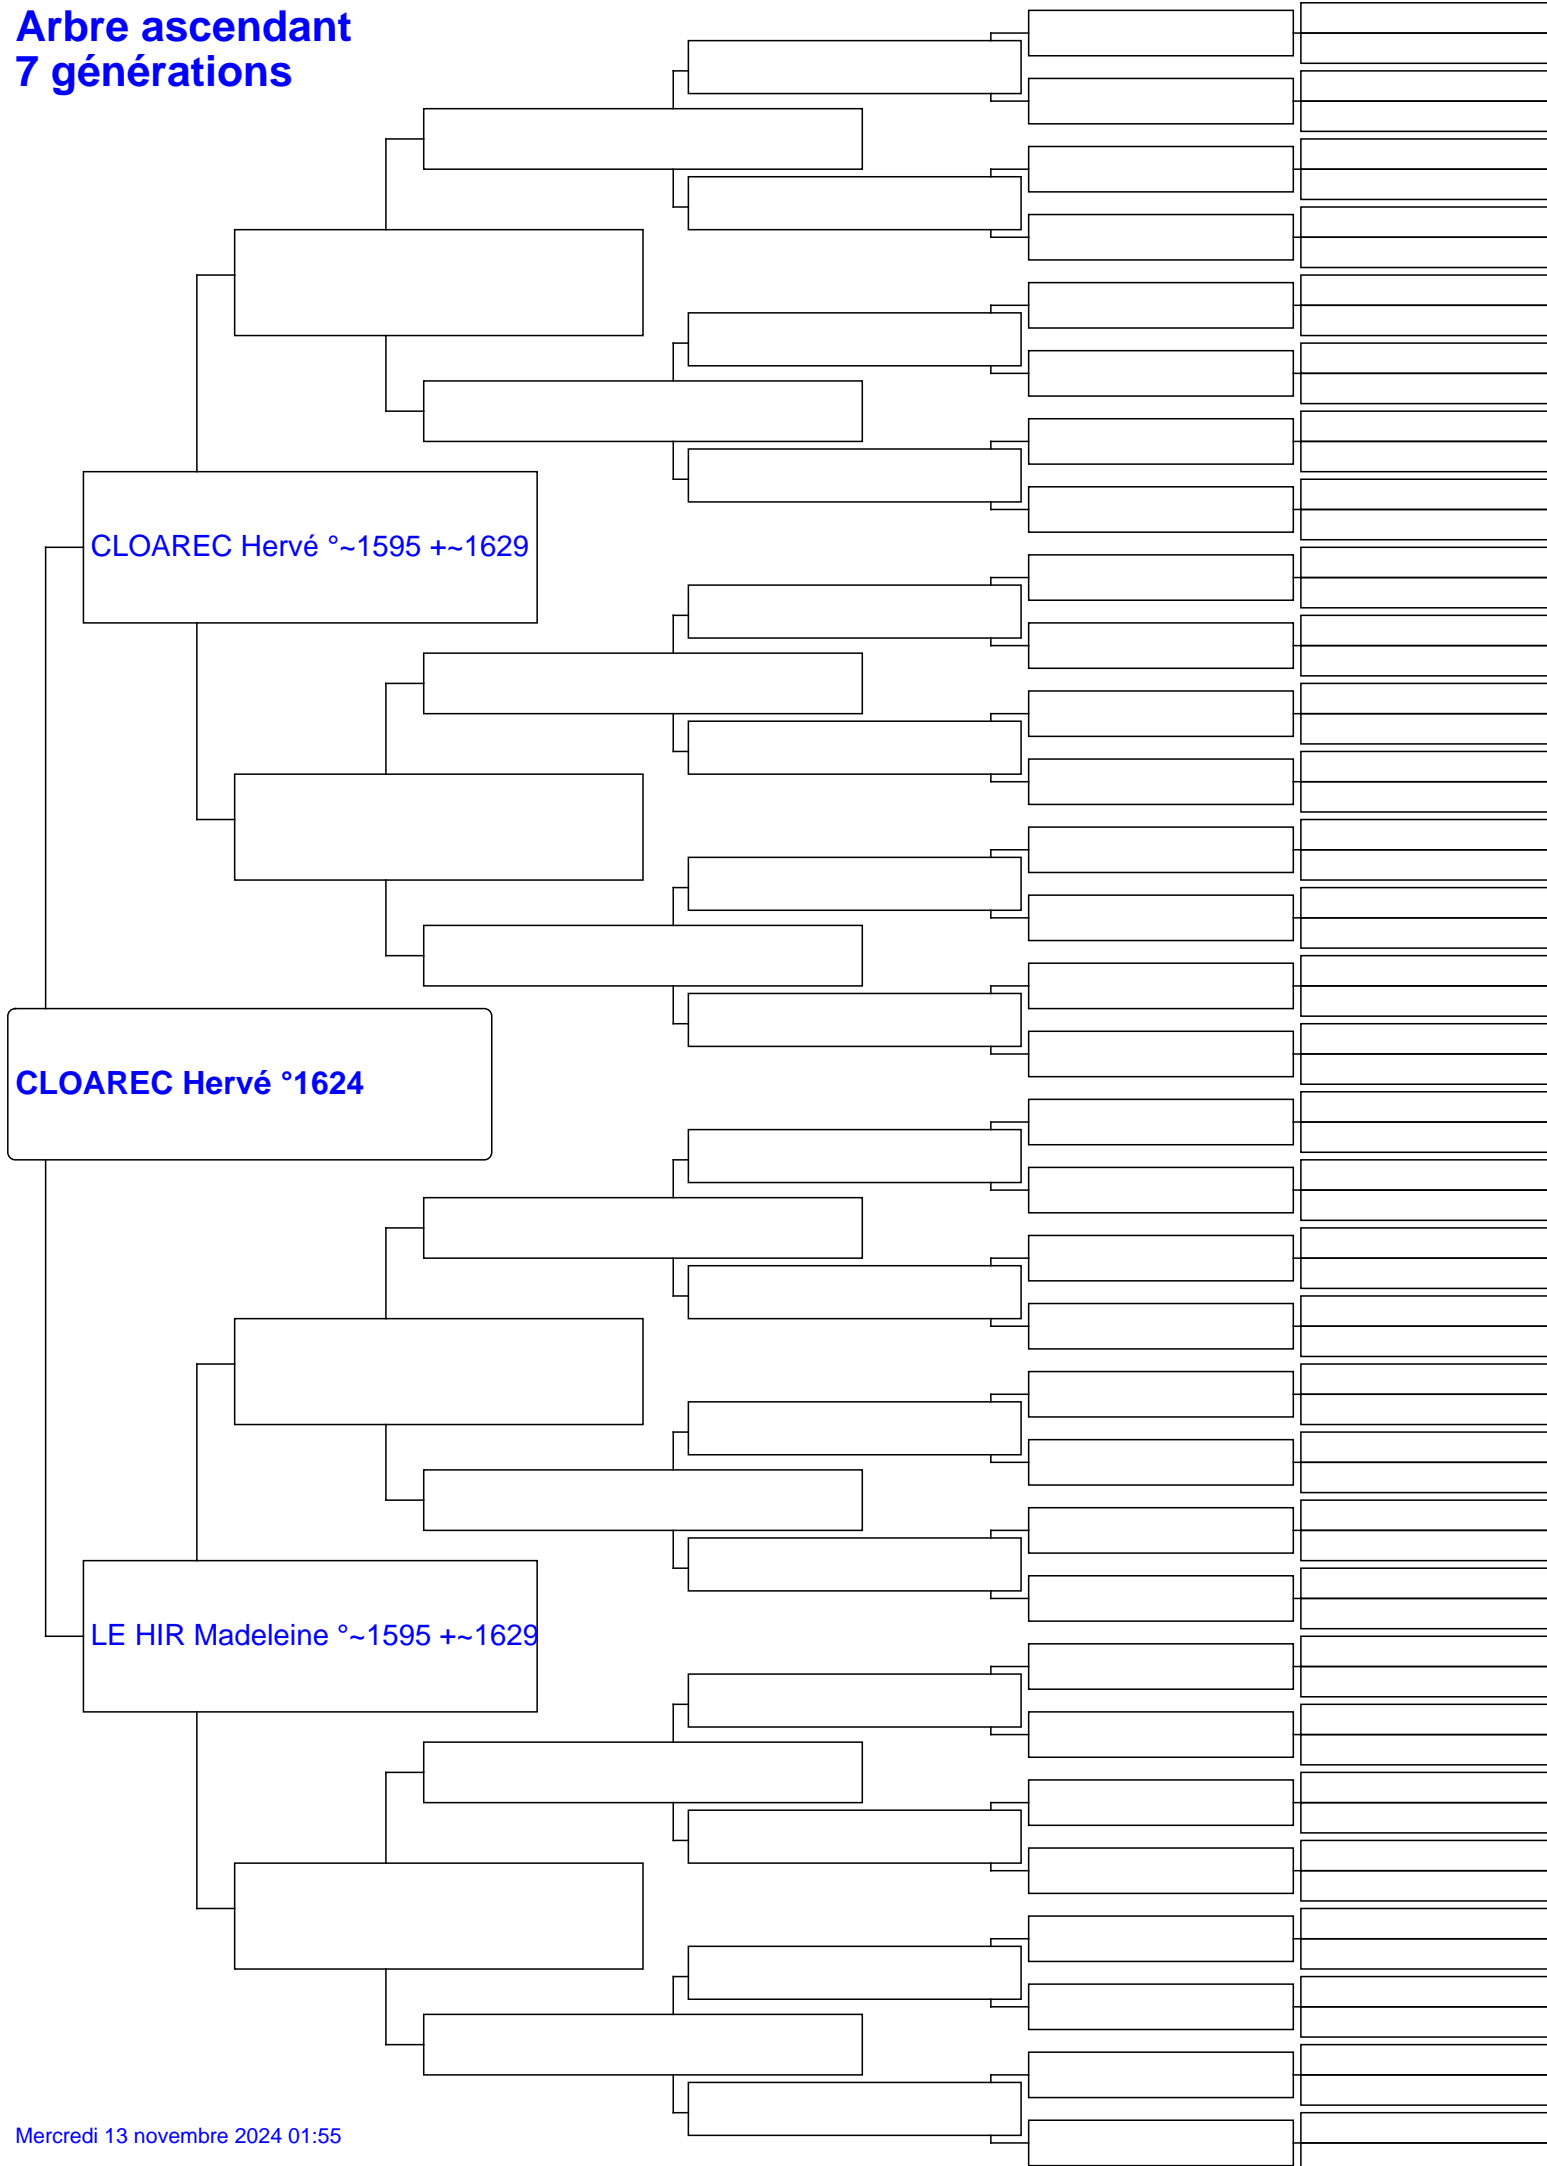 Arbre ascendant
7 générations
CLOAREC Hervé °~1595 +~1629
CLOAREC Hervé °1624
LE HIR Madeleine °~1595 +~1629
Mercredi 13 novembre 2024 01:55